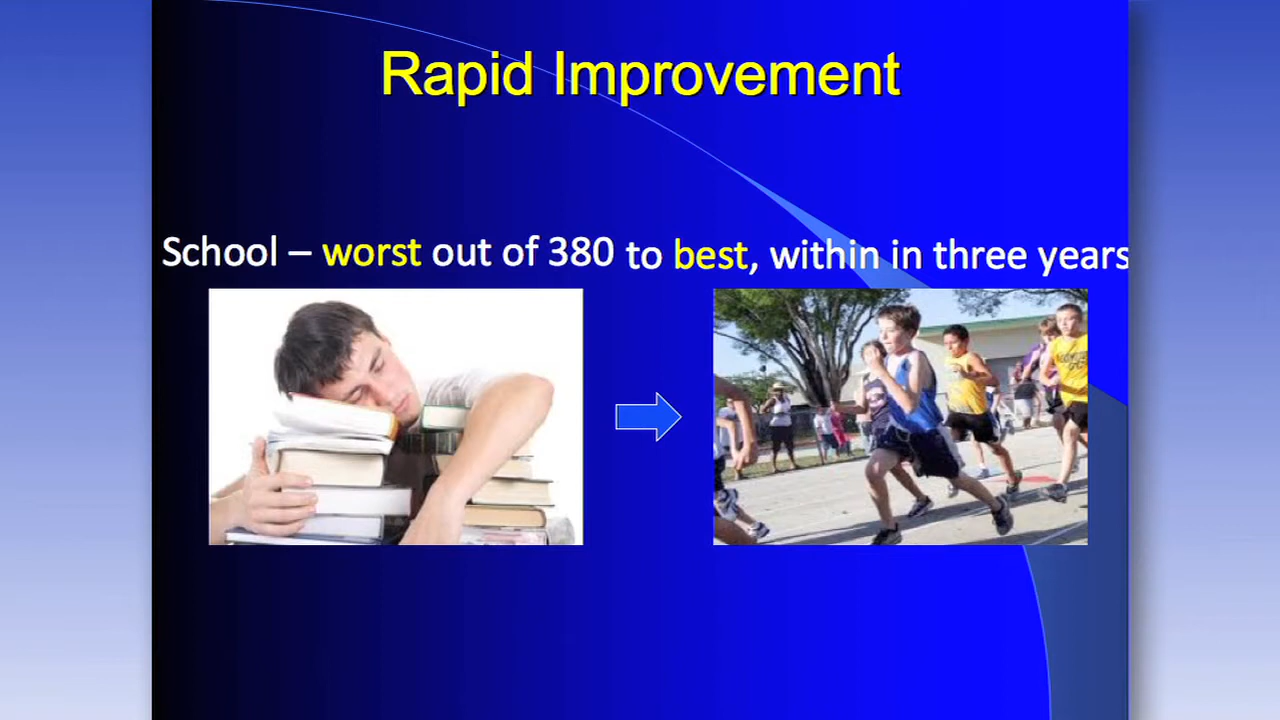 Rapid Improvement
School – worst out of 380 to best, within in three years